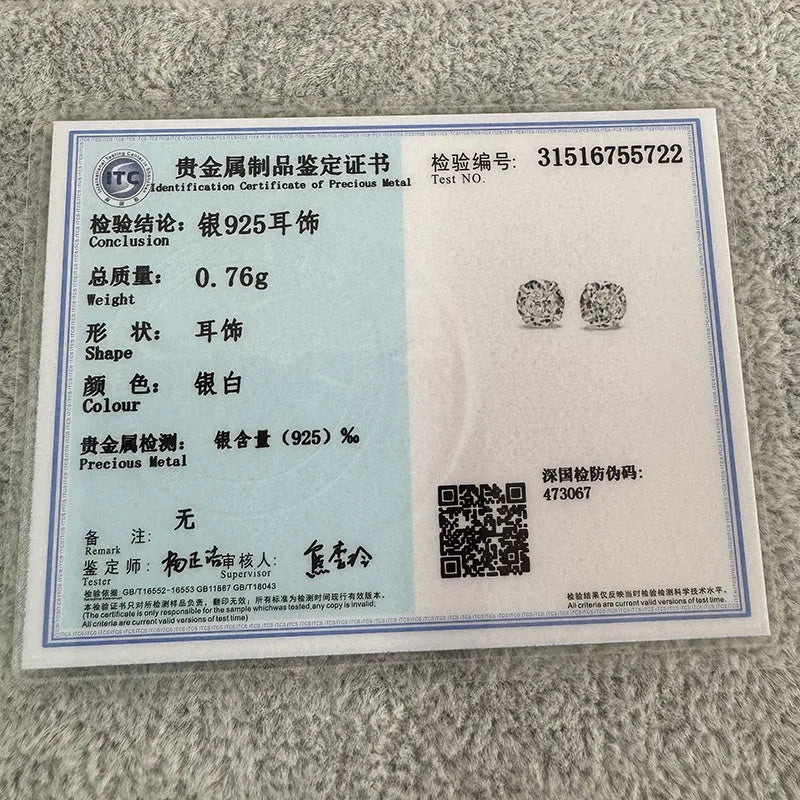 ITC
贵金属制品鉴定证书
Identification Certificate of Precious Metal
检验编号: 31516755722
Test NO.
检验结论: 银925耳饰
Conclusion
总质量: 0.76g
Weight
形 状: 耳饰
Shape
颜 色: 银白
Colour
贵金属检测: 银含量（925）‰
Precious Metal
备 注: 无
Remark
鉴定师: 杨正浩 审核人:
Tester Supervisor
检验依据: GB/T16552-16553 GB11887 GB/T18043
本检验证书只对所检测样品负责，翻印无效; 所有标准为检测时间现行有效版本。
(The certificate is only responsible for the sample whichwas tested,any copy is invalid;
All criteria are current valid versions of test time)
深国检防伪码:
473067
检验结果仅反映当时检验检测科学技术水平。
All criteria are current valid versions of test time.